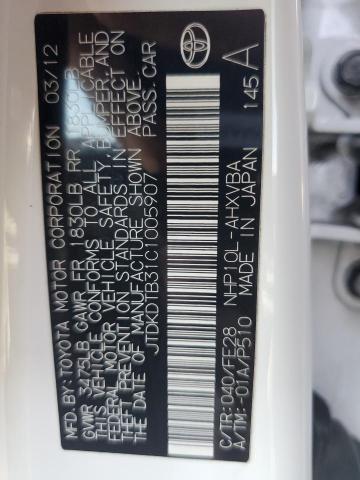 MFD. BY: TOYOTA MOTOR CORPORATION 03/12
GVWR 3475LB GAWR FR 1830LB RR 1830LB
THIS VEHICLE CONFORMS TO ALL APPLICABLE
FEDERAL MOTOR VEHICLE SAFETY, BUMPER, AND
THEFT PREVENTION STANDARDS IN EFFECT ON
THE DATE OF MANUFACTURE SHOWN ABOVE.
JTDKDTB31C1005907 PASS. CAR
C/TR: 040/FE28 NHP10L-AHXVBA
A/TM: -01A/P510 MADE IN JAPAN 145 A